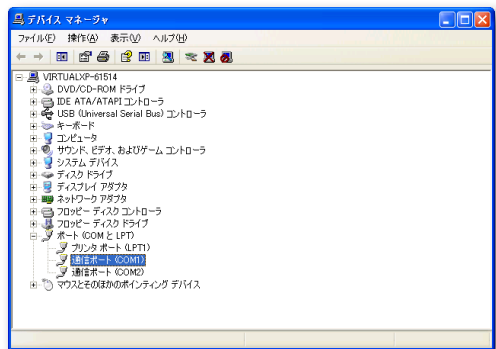 デバイス マネージャ
ファイル(F) 操作(A) 表示(V) ヘルプ(H)
VIRTUALXP-61514
DVD/CD-ROM ドライブ
IDE ATA/ATAPI コントローラ
USB (Universal Serial Bus) コントローラ
キーボード
コンピュータ
サウンド、ビデオ、およびゲーム コントローラ
システム デバイス
ディスク ドライブ
ディスプレイ アダプタ
ネットワーク アダプタ
フロッピー ディスク コントローラ
フロッピー ディスク ドライブ
ポート (COM と LPT)
プリンタ ポート (LPT1)
通信ポート (COM1)
通信ポート (COM2)
マウスとそのほかのポインティング デバイス